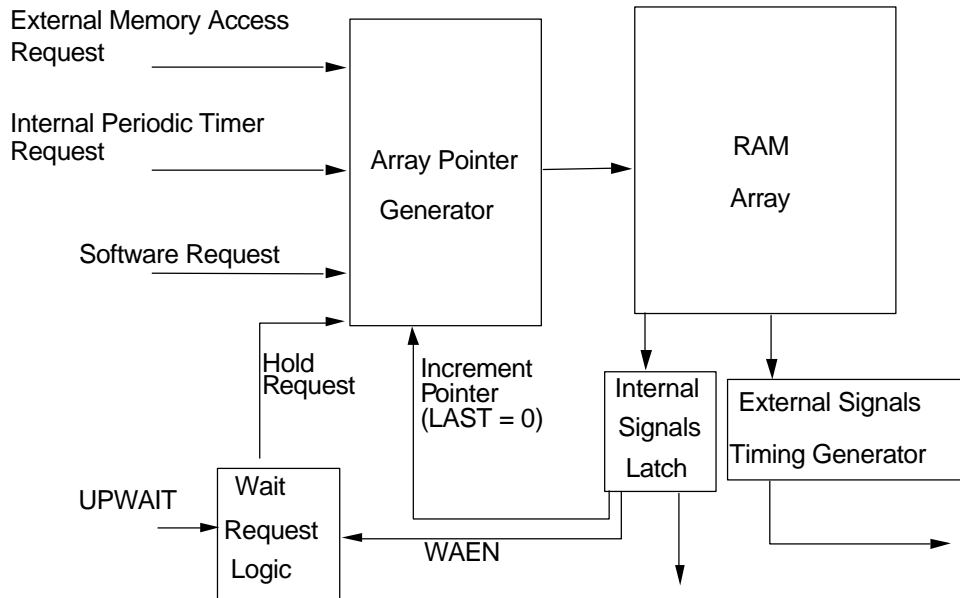 External Memory Access
Request
Internal Periodic Timer
Request
Software Request
Array Pointer
Generator
RAM
Array
Hold
Request
Increment
Pointer
(LAST = 0)
Internal
Signals
Latch
External Signals
Timing Generator
UPWAIT
Wait
Request
Logic
WAEN